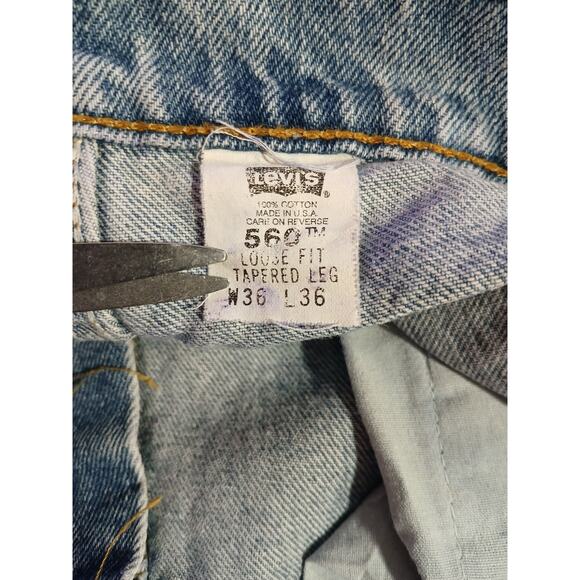 Levi's ®
100% COTTON
MADE IN U.S.A.
CARE ON REVERSE
560™
LOOSE FIT
TAPERED LEG
W36 L36